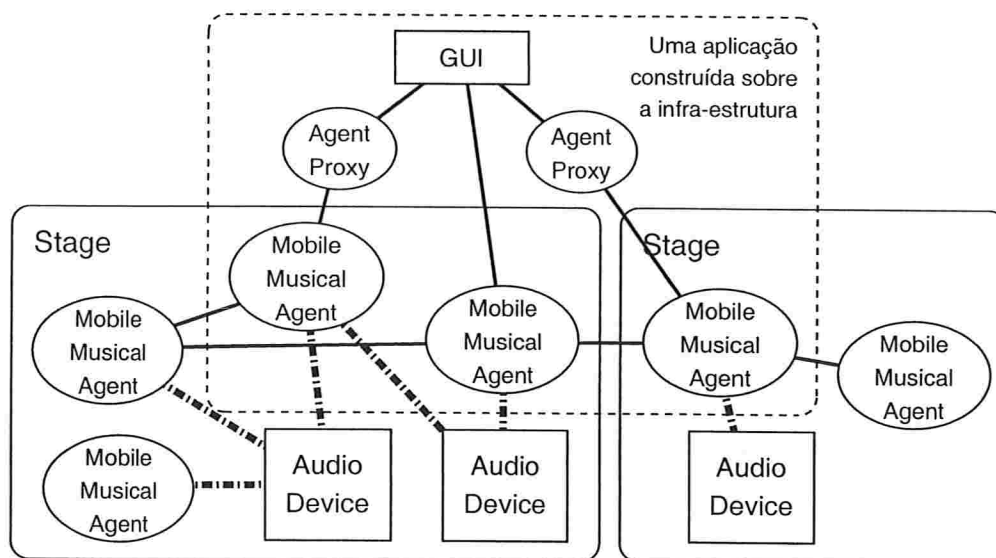 GUI
Uma aplicação
construída sobre
a infra-estrutura
Agent
Proxy
Agent
Proxy
Stage
Mobile
Musical
Agent
Stage
Mobile
Musical
Agent
Mobile
Musical
Agent
Mobile
Musical
Agent
Mobile
Musical
Agent
Mobile
Musical
Agent
Audio
Device
Audio
Device
Audio
Device